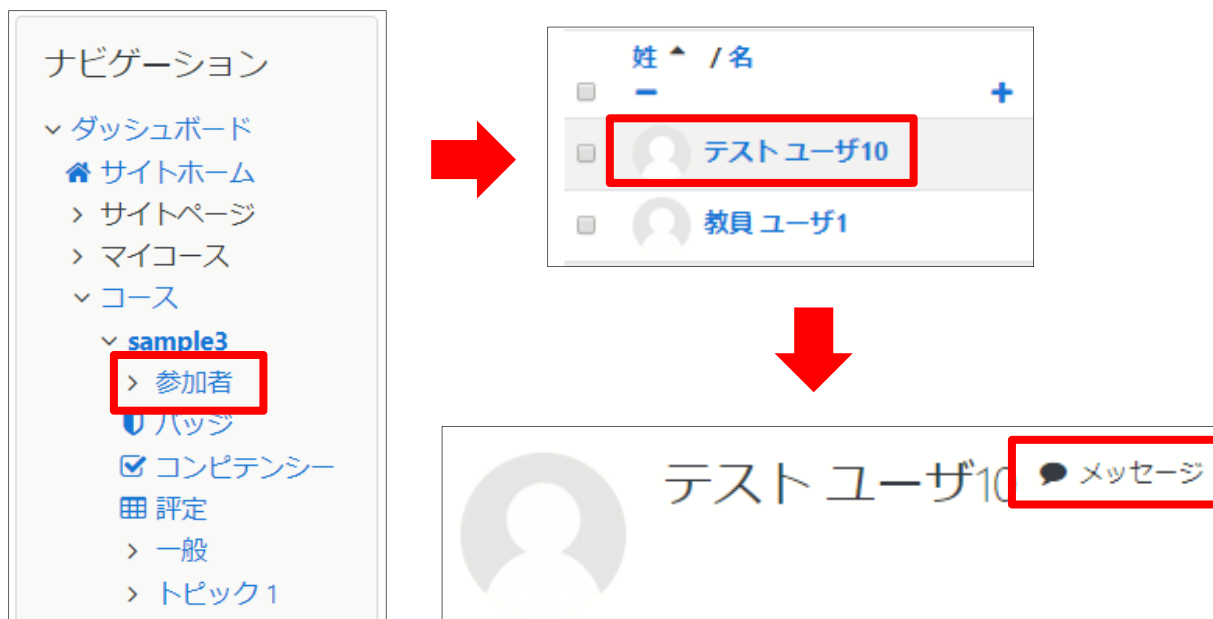 ナビゲーション
ダッシュボード
サイトホーム
サイトページ
マイコース
コース
sample3
参加者
バッジ
コンピテンシー
評定
一般
トピック 1
姓 / 名
テスト ユーザ10
教員 ユーザ1
テスト ユーザ10 メッセージ